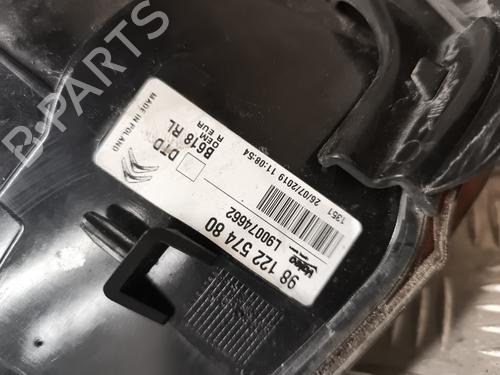 B-PARTS
MADE IN POLAND
DTD
B618 RL
OEM A EUR
26/07/2019 11:08:54
1351
L90074662
98 122 574 80
Valeo